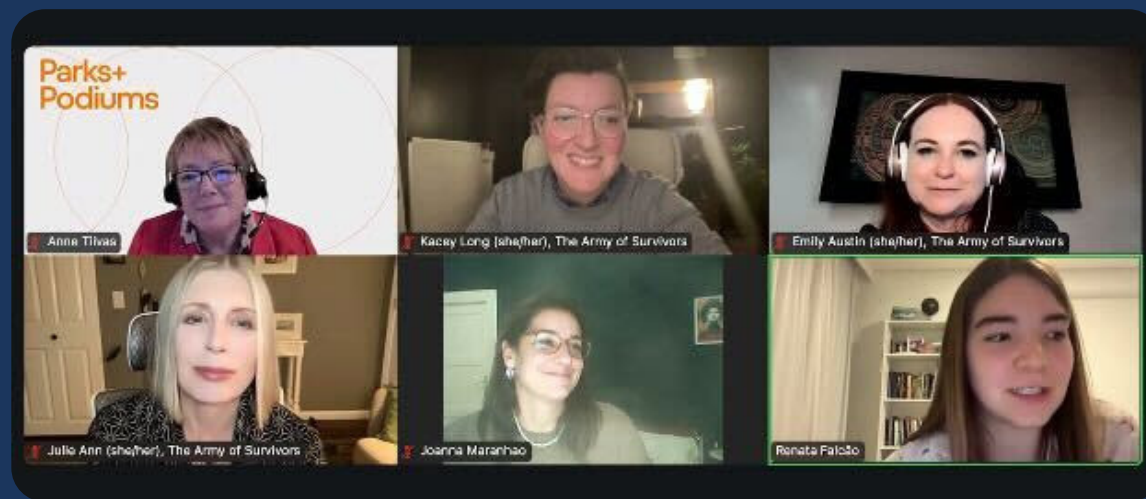 Parks+
Podiums
Anne Tiivas
Kacey Long (she/her), The Army of Survivors
Emily Austin (she/her), The Army of Survivors
Julie Ann (she/her), The Army of Survivors
Joanna Maranhao
Renata Falcão